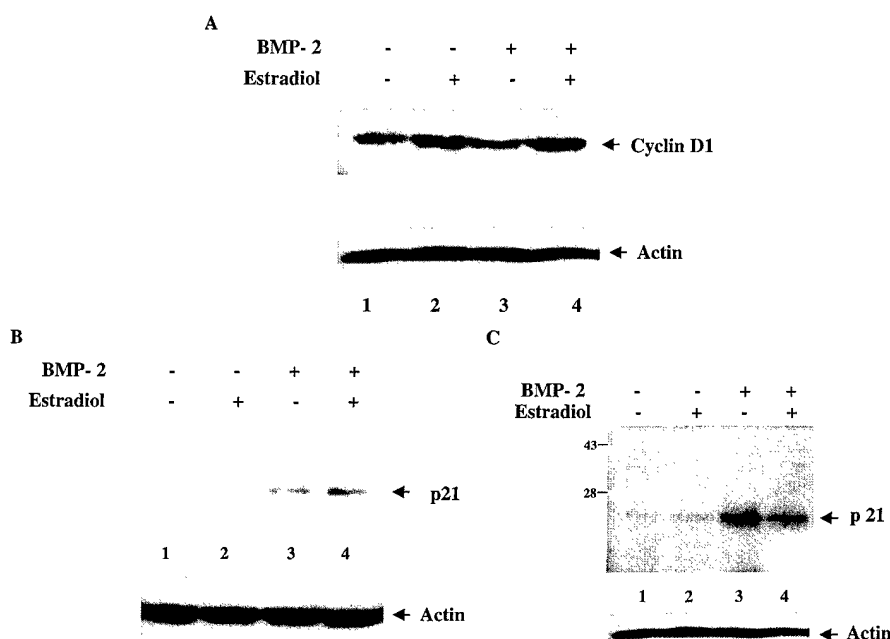 A
BMP- 2 - - + +
Estradiol - + - +
Cyclin D1
Actin
1 2 3 4
B
BMP- 2 - - + +
Estradiol - + - +
p21
1 2 3 4
Actin
C
BMP- 2 - - + +
Estradiol - + - +
43
28
p 21
1 2 3 4
Actin